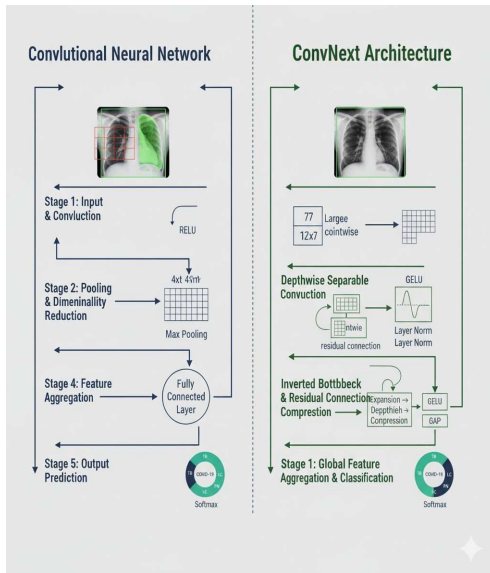 Convlutional Neural Network
Stage 1: Input
& Convluction
RELU
4xt
Stage 2: Pooling
& Dimeninallity
Reduction
Max Pooling
Stage 4: Feature
Aggregation
Fully
Connected
Layer
Stage 5: Output
Prediction
TB
COVID-19
Softmax
ConvNext Architecture
77
12x7
Largee
cointwise
Depthwise Separable
Convuction
GELU
ntwie
residual connection
Layer Norm
Layer Norm
Inverted Bottbbeck
& Residual Connection
Comprestion
Expansion →
Deppthieh →
Conpression
GELU
GAP
Stage 1: Global Feature
Aggregation & Classification
COVID-19
Softmax